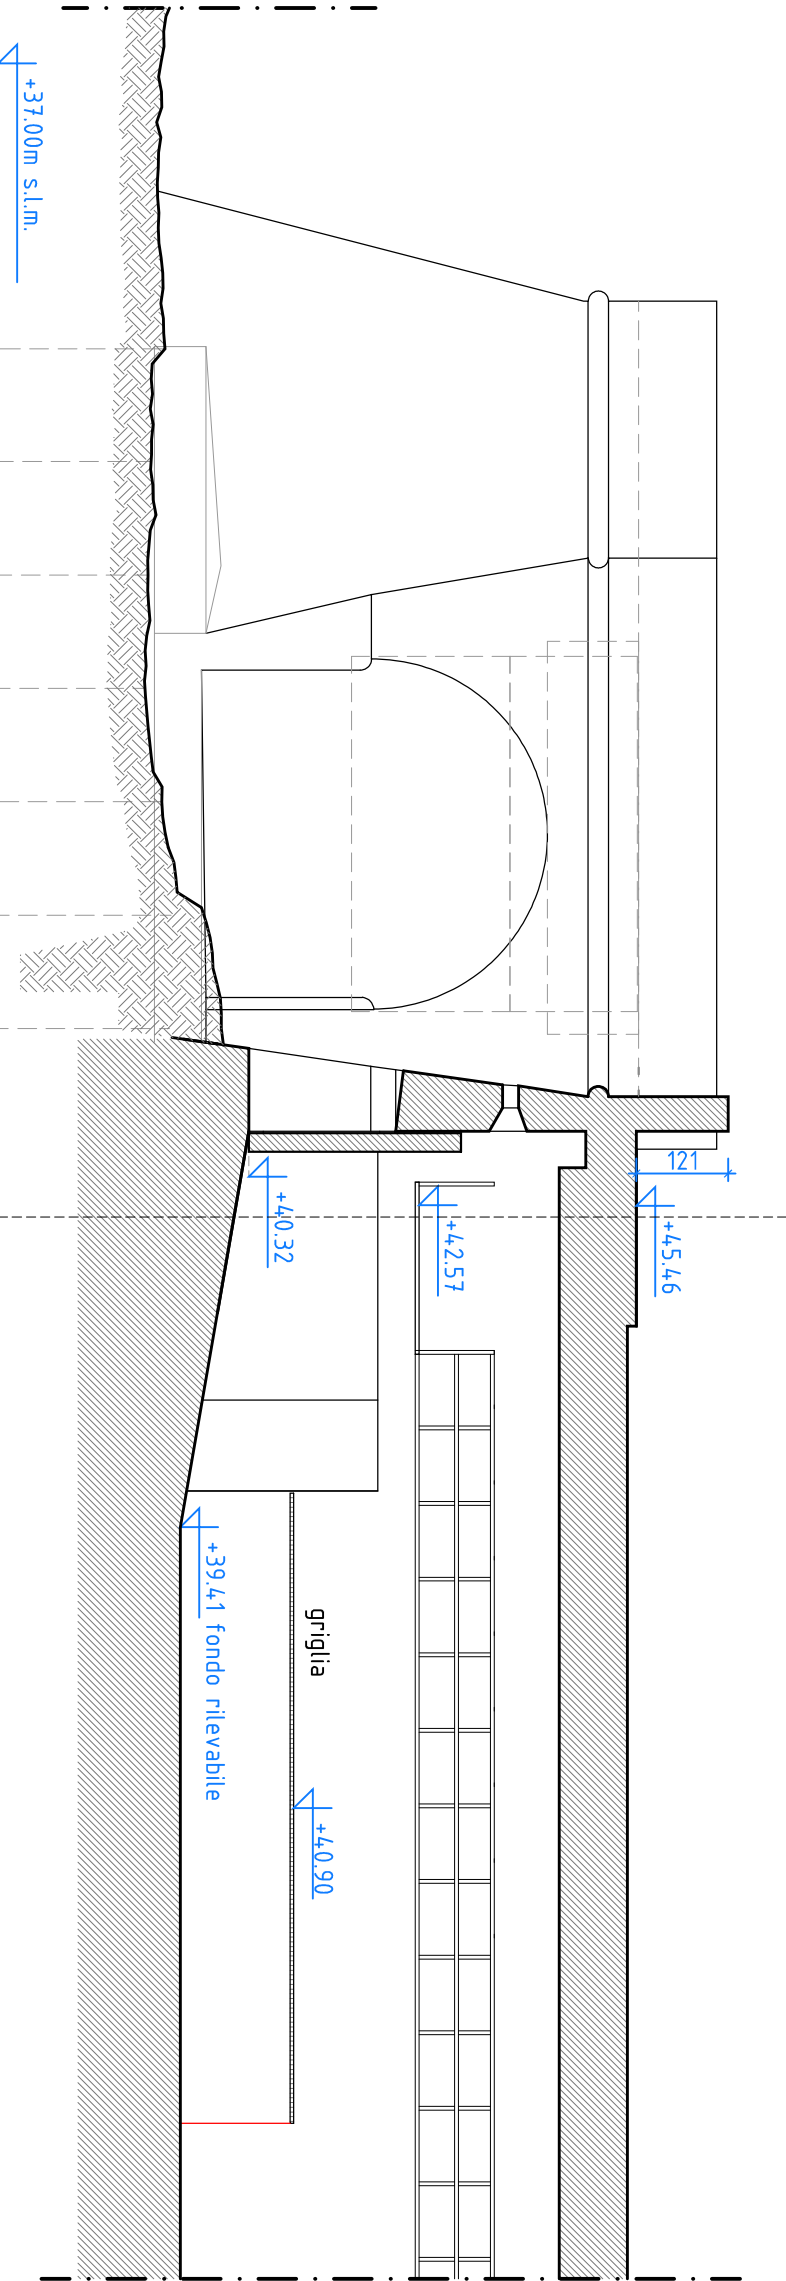 +37.00m s.l.m.
121
+40.32
+42.57
+45.46
+39.41 fondo rilevabile
griglia
+40.90